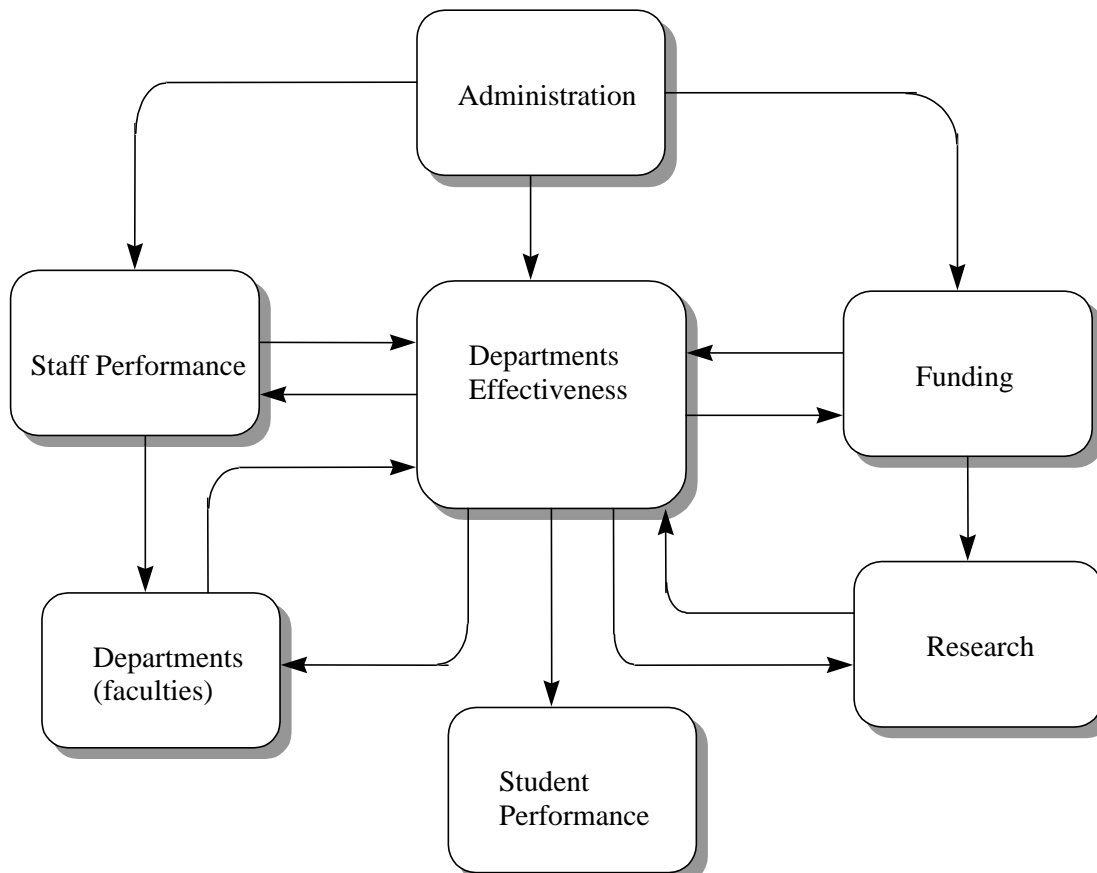 Administration
Staff Performance
Departments
Effectiveness
Funding
Departments
(faculties)
Research
Student
Performance